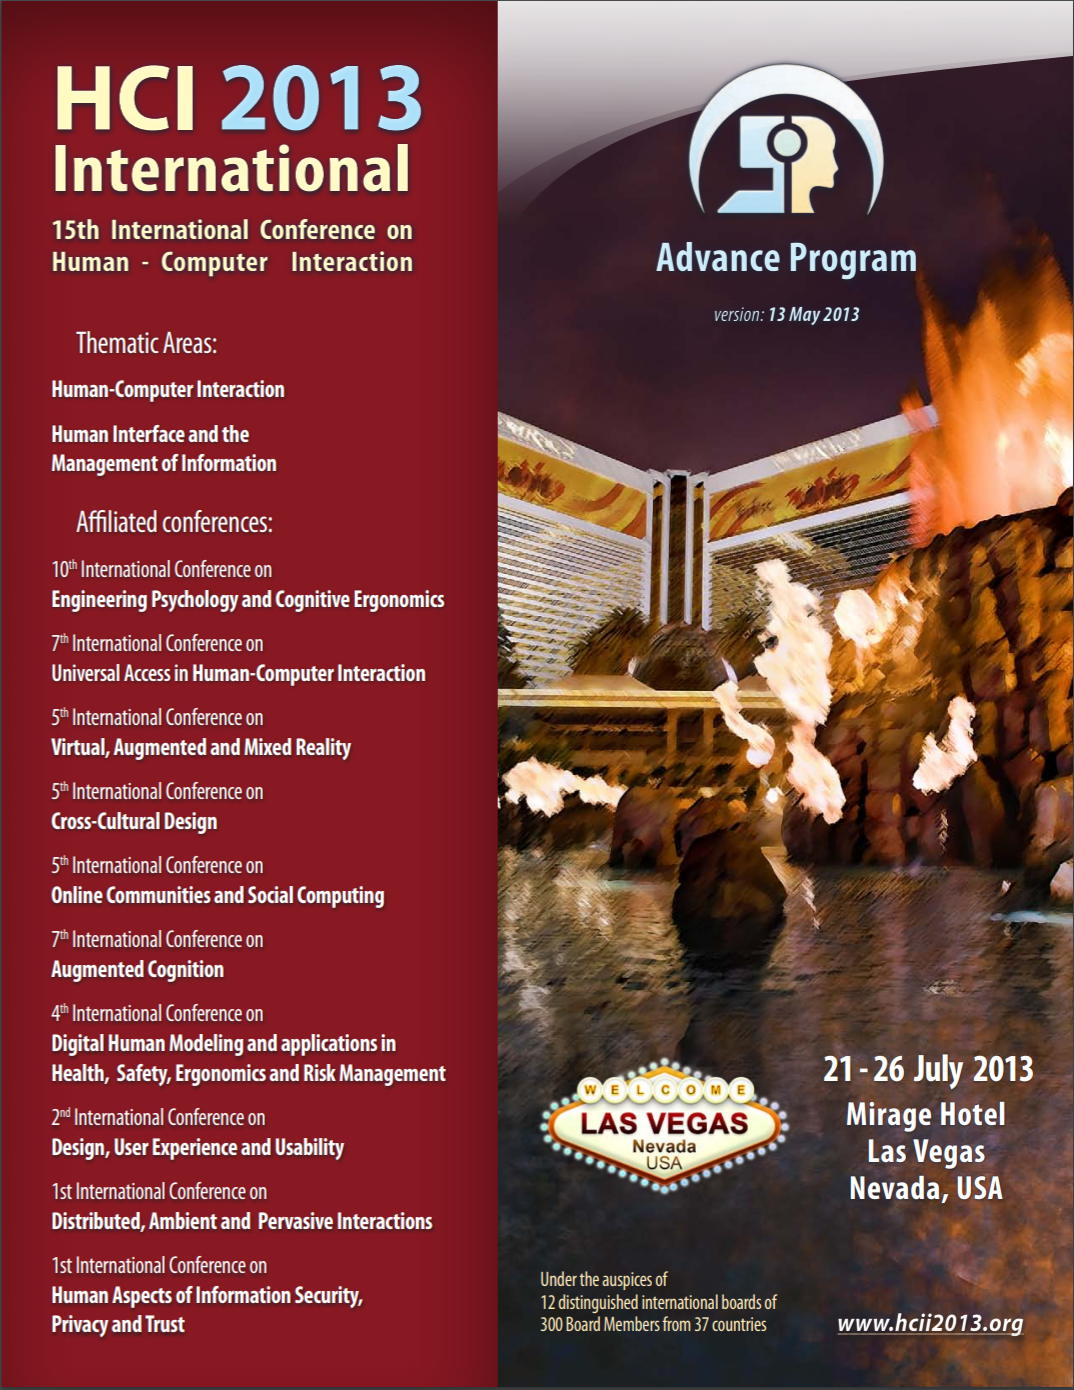 HCI 2013
International
15th International Conference on
Human - Computer Interaction
Thematic Areas:
Human-Computer Interaction
Human Interface and the
Management of Information
Affiliated conferences:
10th International Conference on
Engineering Psychology and Cognitive Ergonomics
7th International Conference on
Universal Access in Human-Computer Interaction
5th International Conference on
Virtual, Augmented and Mixed Reality
5th International Conference on
Cross-Cultural Design
5th International Conference on
Online Communities and Social Computing
7th International Conference on
Augmented Cognition
4th International Conference on
Digital Human Modeling and applications in
Health, Safety, Ergonomics and Risk Management
2nd International Conference on
Design, User Experience and Usability
1st International Conference on
Distributed, Ambient and Pervasive Interactions
1st International Conference on
Human Aspects of Information Security,
Privacy and Trust
Advance Program
version: 13 May 2013
WELCOME
LAS VEGAS
Nevada
USA
21 - 26 July 2013
Mirage Hotel
Las Vegas
Nevada, USA
Under the auspices of
12 distinguished international boards of
300 Board Members from 37 countries
www.hcii2013.org